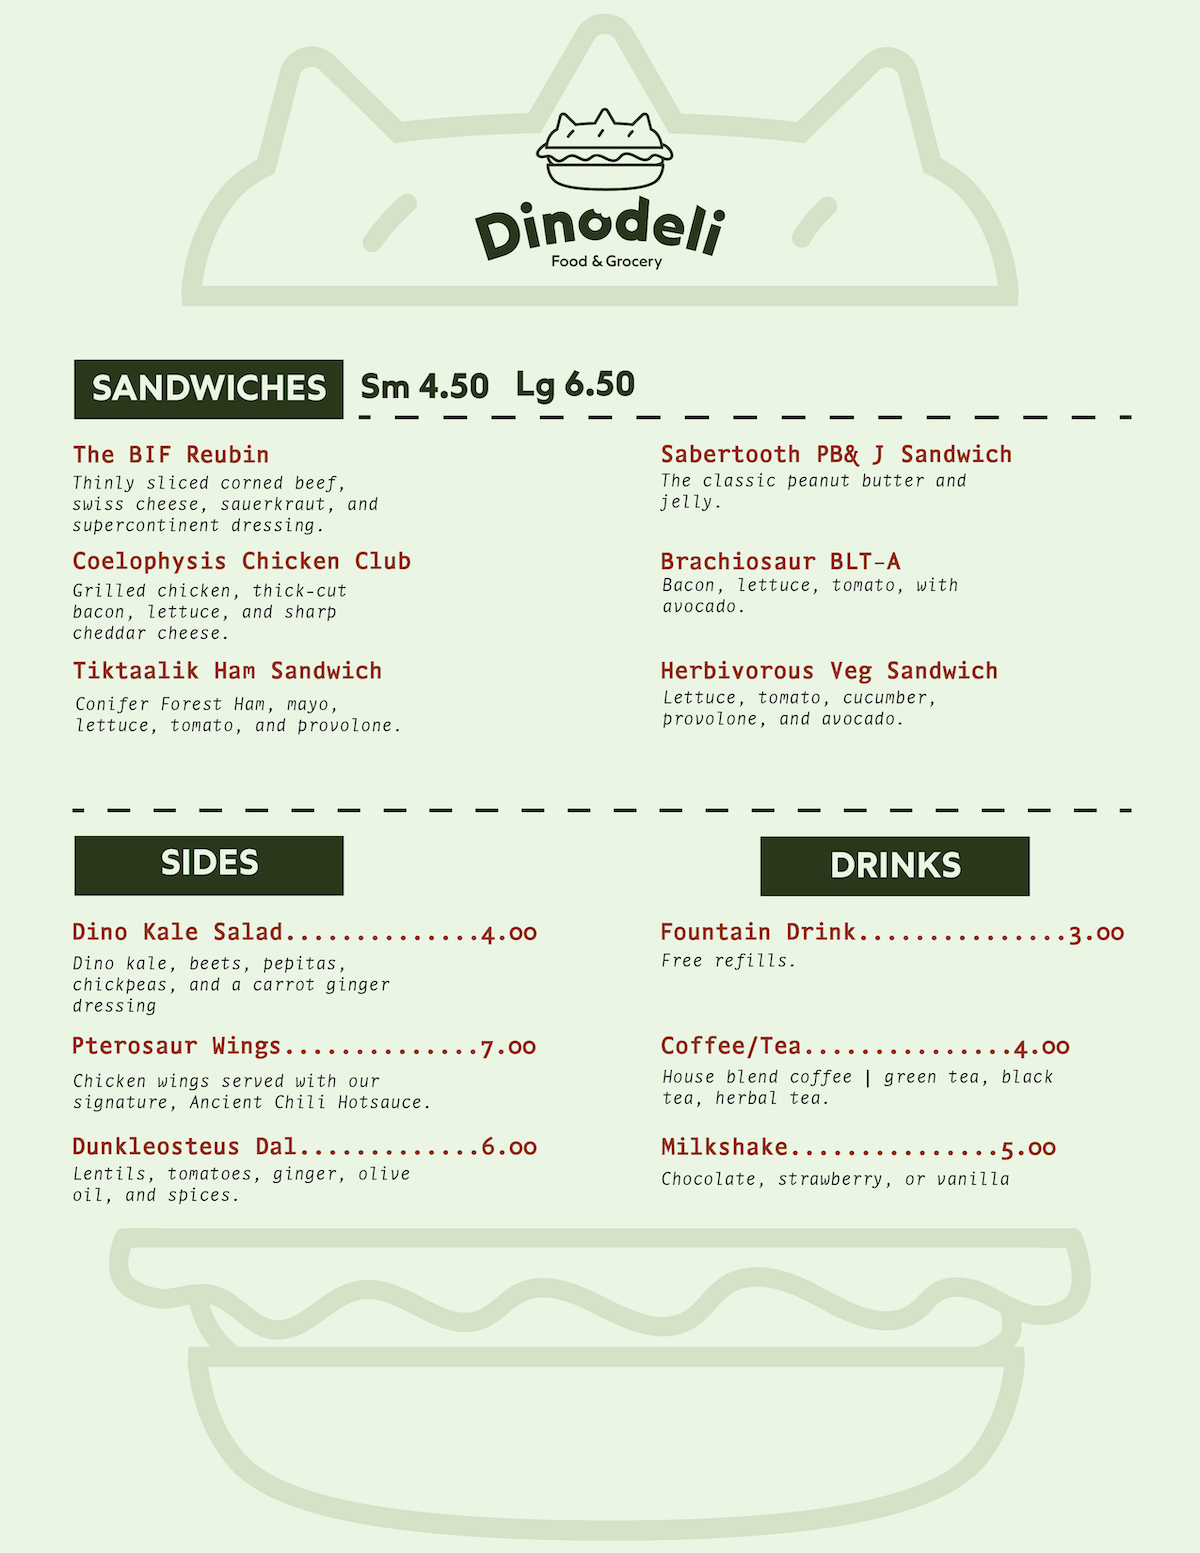 Dinodeli
Food & Grocery
SANDWICHES Sm 4.50 Lg 6.50
The BIF Reubin
Thinly sliced corned beef,
swiss cheese, sauerkraut, and
supercontinent dressing.
Coelophysis Chicken Club
Grilled chicken, thick-cut
bacon, lettuce, and sharp
cheddar cheese.
Tiktaalik Ham Sandwich
Conifer Forest Ham, mayo,
lettuce, tomato, and provolone.
Sabertooth PB& J Sandwich
The classic peanut butter and
jelly.
Brachiosaur BLT-A
Bacon, lettuce, tomato, with
avocado.
Herbivorous Veg Sandwich
Lettuce, tomato, cucumber,
provolone, and avocado.
SIDES
Dino Kale Salad..............4.00
Dino kale, beets, pepitas,
chickpeas, and a carrot ginger
dressing
Pterosaur Wings..............7.00
Chicken wings served with our
signature, Ancient Chili Hotsauce.
Dunkleosteus Dal.............6.00
Lentils, tomatoes, ginger, olive
oil, and spices.
DRINKS
Fountain Drink...............3.00
Free refills.
Coffee/Tea...............4.00
House blend coffee | green tea, black
tea, herbal tea.
Milkshake...............5.00
Chocolate, strawberry, or vanilla